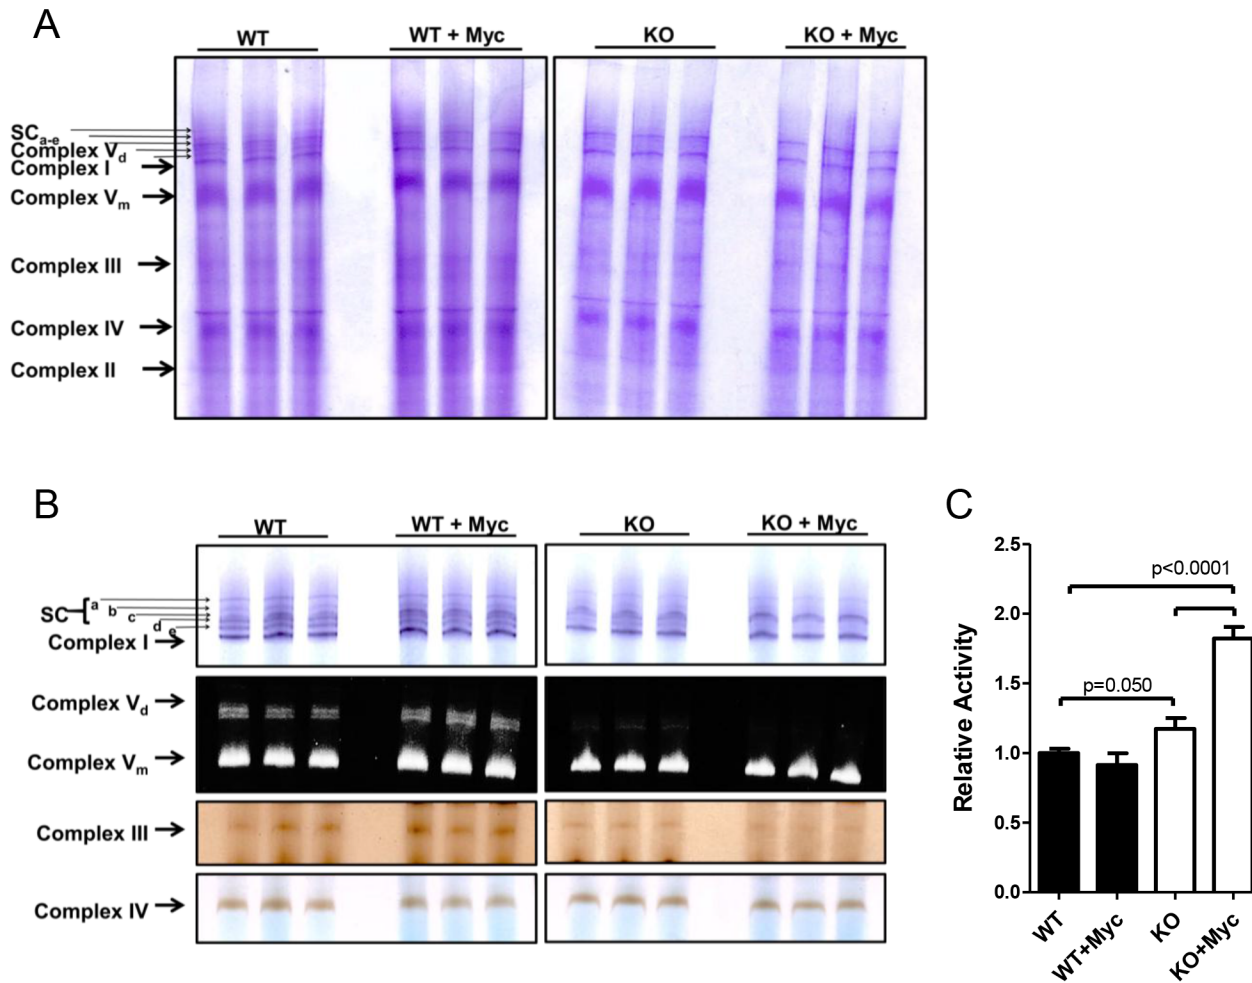 A
WT
WT + Myc
KO
KO + Myc
SCa-e
Complex Vd
Complex I
Complex Vm
Complex III
Complex IV
Complex II
B
WT
WT + Myc
KO
KO + Myc
SC
a
b
c
d
e
Complex I
Complex Vd
Complex Vm
Complex III
Complex IV
C
2.5
2.0
1.5
1.0
0.5
0.0
Relative Activity
p<0.0001
p=0.050
WT
WT+Myc
KO
KO+Myc